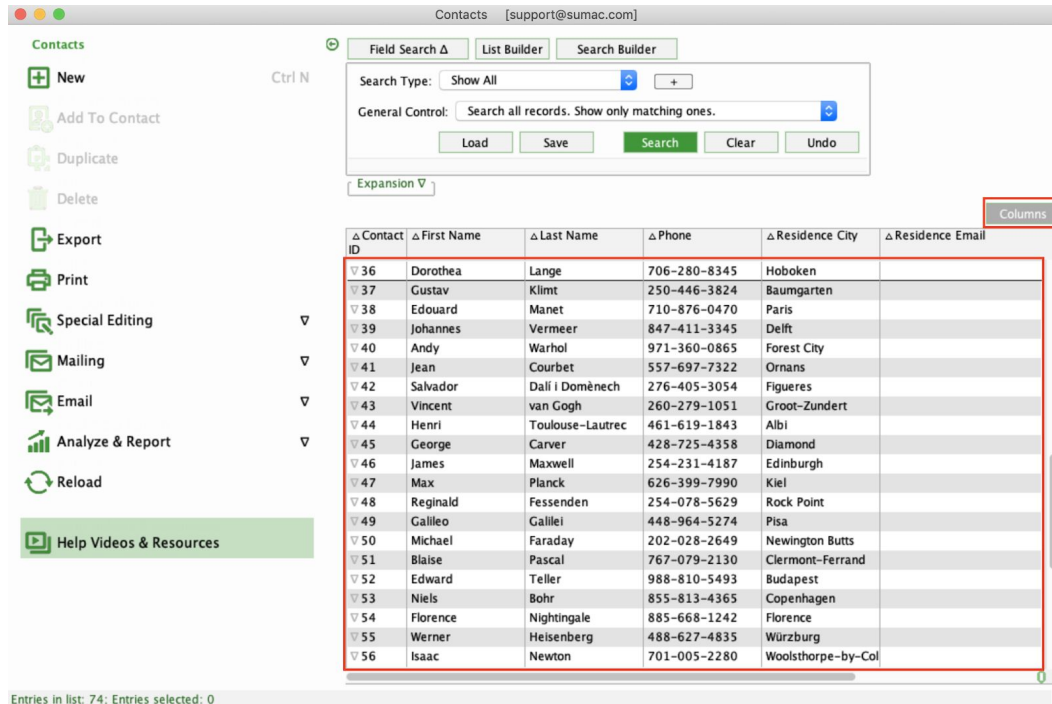 Contacts [support@sumac.com]
Contacts
New Ctrl N
Add To Contact
Duplicate
Delete
Export
Print
Special Editing ∇
Mailing ∇
Email ∇
Analyze & Report ∇
Reload
Help Videos & Resources
Field Search Δ List Builder Search Builder
Search Type: Show All +
General Control: Search all records. Show only matching ones.
Load Save Search Clear Undo
Expansion ∇
Columns
Δ Contact ID Δ First Name Δ Last Name Δ Phone Δ Residence City Δ Residence Email
∇ 36 Dorothea Lange 706-280-8345 Hoboken
∇ 37 Gustav Klimt 250-446-3824 Baumgarten
∇ 38 Edouard Manet 710-876-0470 Paris
∇ 39 Johannes Vermeer 847-411-3345 Delft
∇ 40 Andy Warhol 971-360-0865 Forest City
∇ 41 Jean Courbet 557-697-7322 Ornans
∇ 42 Salvador Dalí i Domènech 276-405-3054 Figueres
∇ 43 Vincent van Gogh 260-279-1051 Groot-Zundert
∇ 44 Henri Toulouse-Lautrec 461-619-1843 Albi
∇ 45 George Carver 428-725-4358 Diamond
∇ 46 James Maxwell 254-231-4187 Edinburgh
∇ 47 Max Planck 626-399-7990 Kiel
∇ 48 Reginald Fessenden 254-078-5629 Rock Point
∇ 49 Galileo Galilei 448-964-5274 Pisa
∇ 50 Michael Faraday 202-028-2649 Newington Butts
∇ 51 Blaise Pascal 767-079-2130 Clermont-Ferrand
∇ 52 Edward Teller 988-810-5493 Budapest
∇ 53 Niels Bohr 855-813-4365 Copenhagen
∇ 54 Florence Nightingale 885-668-1242 Florence
∇ 55 Werner Heisenberg 488-627-4835 Würzburg
∇ 56 Isaac Newton 701-005-2280 Woolsthorpe-by-Col
Entries in list: 74: Entries selected: 0